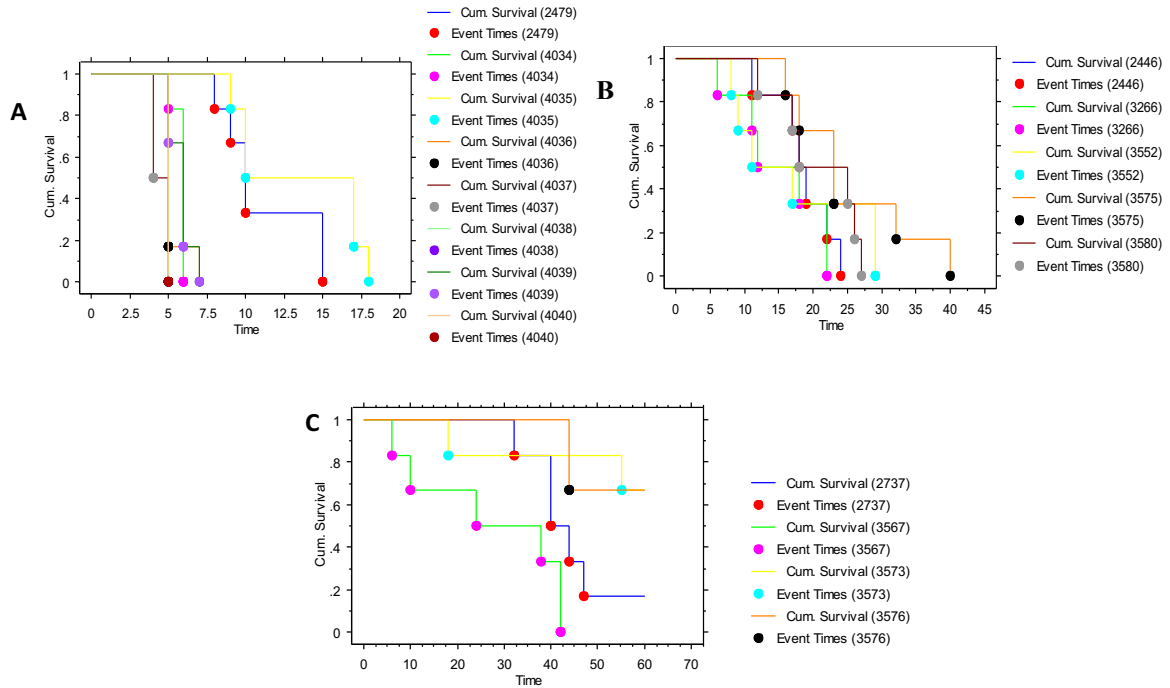 A
Cum. Survival
1
.8
.6
.4
.2
0
0 2.5 5 7.5 10 12.5 15 17.5 20
Time
Cum. Survival (2479)
Event Times (2479)
Cum. Survival (4034)
Event Times (4034)
Cum. Survival (4035)
Event Times (4035)
Cum. Survival (4036)
Event Times (4036)
Cum. Survival (4037)
Event Times (4037)
Cum. Survival (4038)
Event Times (4038)
Cum. Survival (4039)
Event Times (4039)
Cum. Survival (4040)
Event Times (4040)
B
Cum. Survival
1
.8
.6
.4
.2
0
0 5 10 15 20 25 30 35 40 45
Time
Cum. Survival (2446)
Event Times (2446)
Cum. Survival (3266)
Event Times (3266)
Cum. Survival (3552)
Event Times (3552)
Cum. Survival (3575)
Event Times (3575)
Cum. Survival (3580)
Event Times (3580)
C
Cum. Survival
1
.8
.6
.4
.2
0
0 10 20 30 40 50 60 70
Time
Cum. Survival (2737)
Event Times (2737)
Cum. Survival (3567)
Event Times (3567)
Cum. Survival (3573)
Event Times (3573)
Cum. Survival (3576)
Event Times (3576)